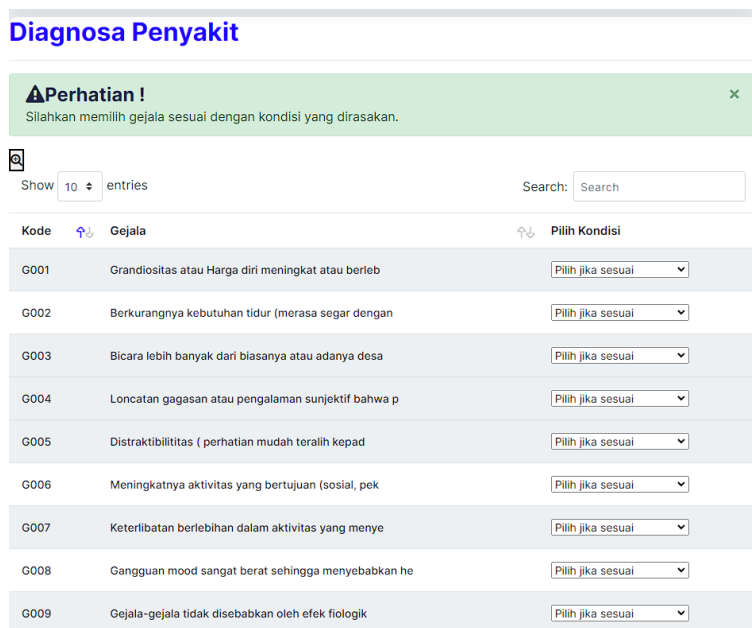 Diagnosa Penyakit
Perhatian !
Silahkan memilih gejala sesuai dengan kondisi yang dirasakan.
×
Show 10 entries
Search: Search
Kode Gejala Pilih Kondisi
G001 Grandiositas atau Harga diri meningkat atau berleb Pilih jika sesuai
G002 Berkurangnya kebutuhan tidur (merasa segar dengan Pilih jika sesuai
G003 Bicara lebih banyak dari biasanya atau adanya desa Pilih jika sesuai
G004 Loncatan gagasan atau pengalaman sunjektif bahwa p Pilih jika sesuai
G005 Distraktibilititas ( perhatian mudah teralih kepad Pilih jika sesuai
G006 Meningkatnya aktivitas yang bertujuan (sosial, pek Pilih jika sesuai
G007 Keterlibatan berlebihan dalam aktivitas yang menye Pilih jika sesuai
G008 Gangguan mood sangat berat sehingga menyebabkan he Pilih jika sesuai
G009 Gejala-gejala tidak disebabkan oleh efek fiologik Pilih jika sesuai